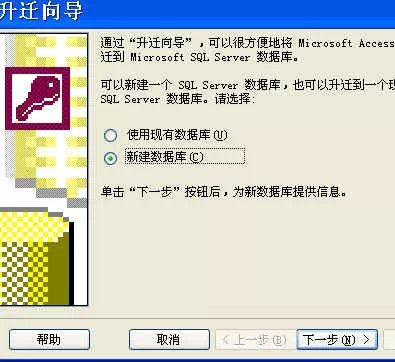 升迁向导
通过“升迁向导”,可以很方便地将 Microsoft Access
迁到 Microsoft SQL Server 数据库。
可以新建一个 SQL Server 数据库,也可以升迁到一个现
SQL Server 数据库。请选择:
使用现有数据库(U)
新建数据库(C)
单击“下一步”按钮后,为新数据库提供信息。
帮助
取消
< 上一步(B)
下一步(N) >